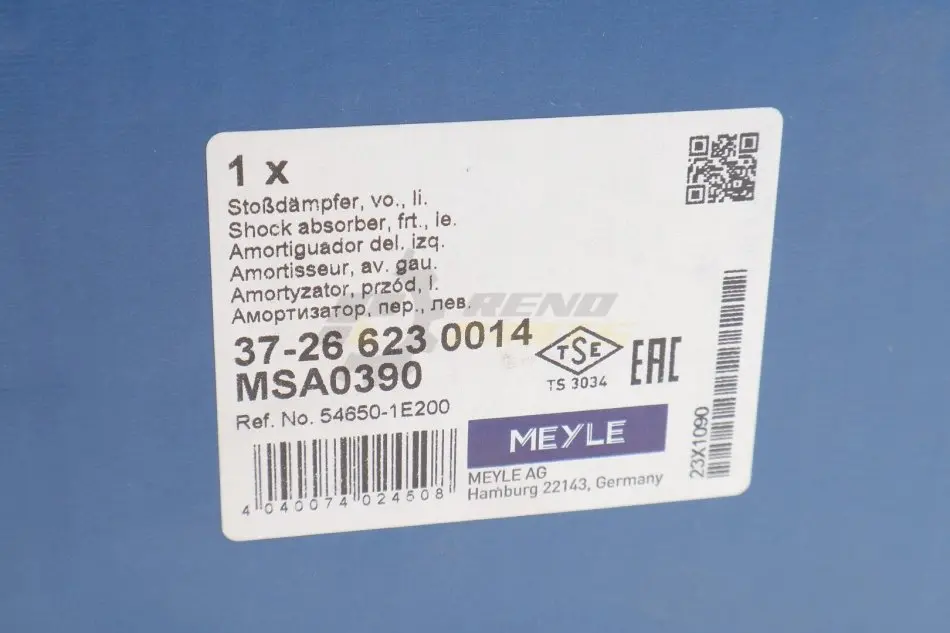 1 x
Stoßdämpfer, vo., li.
Shock absorber, frt., ie.
Amortiguador del. izq.
Amortisseur, av. gau.
Amortyzator, przód, l.
Амортизатор, пер., лев.
RENO
37-26 623 0014
MSA0390
Ref. No. 54650-1E200
TSE
TS 3034
EAC
MEYLE
MEYLE AG
Hamburg 22143, Germany
4 040074 024508
23X1090